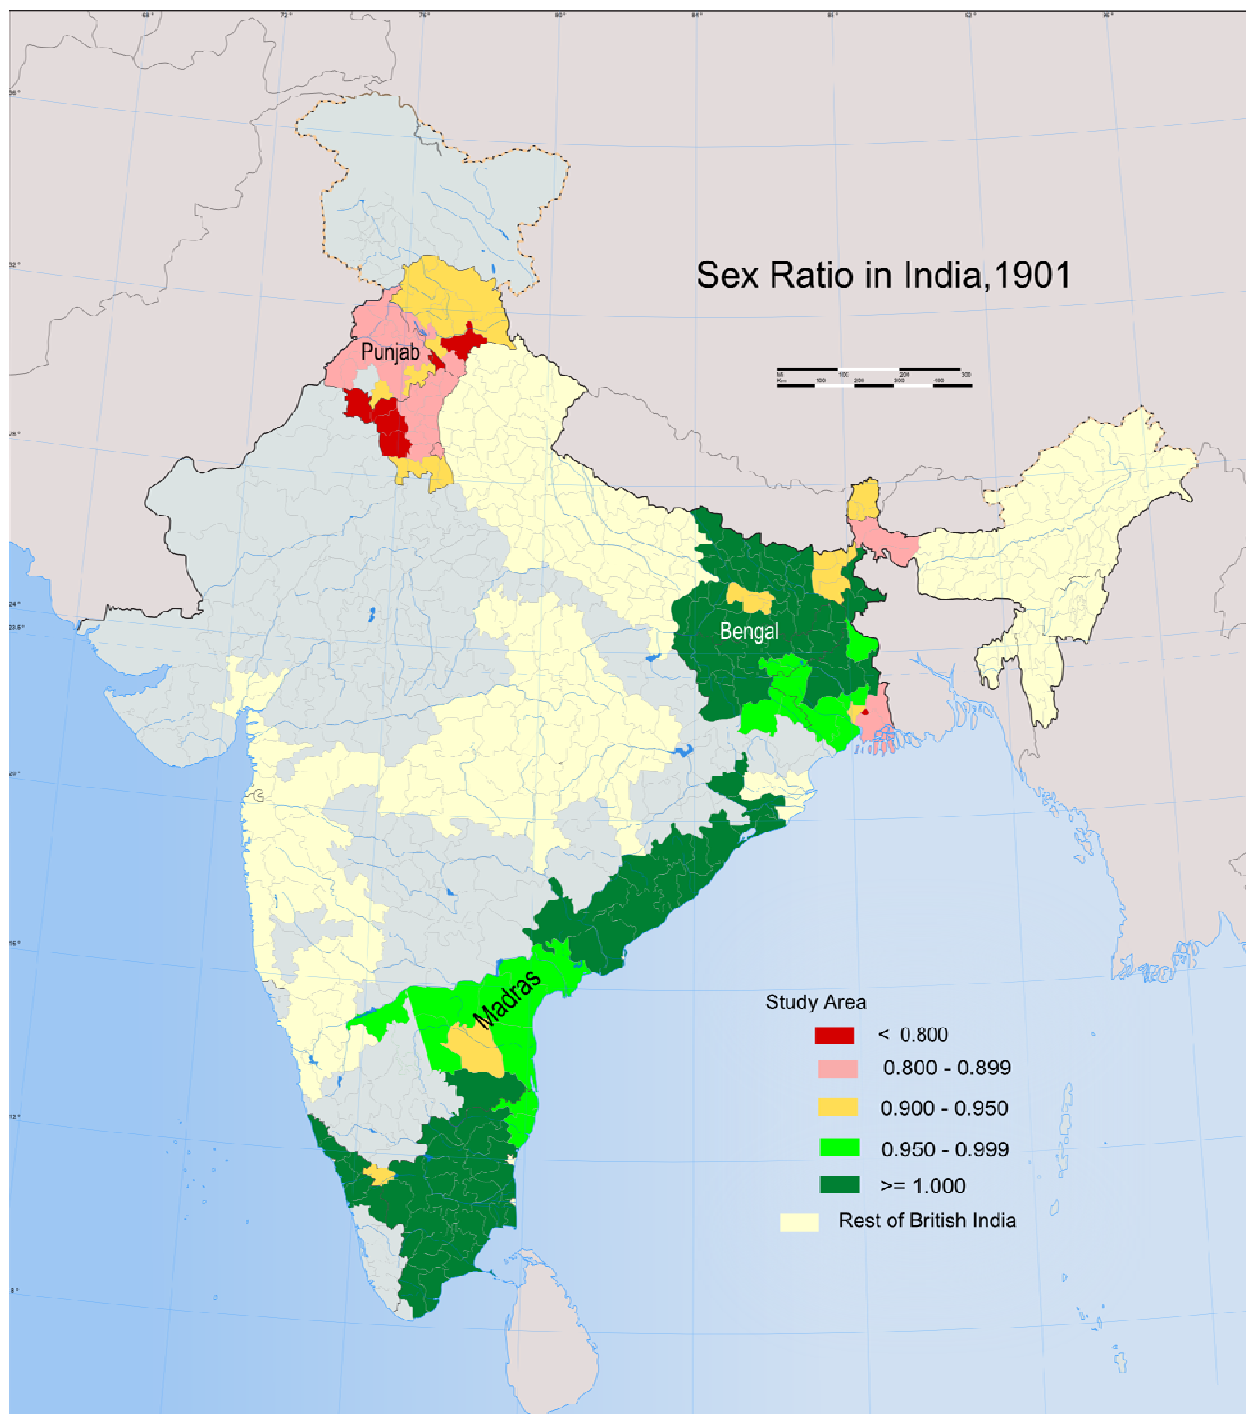 Sex Ratio in India,1901
Punjab
Bengal
Madras
Study Area
< 0.800
0.800 - 0.899
0.900 - 0.950
0.950 - 0.999
>= 1.000
Rest of British India